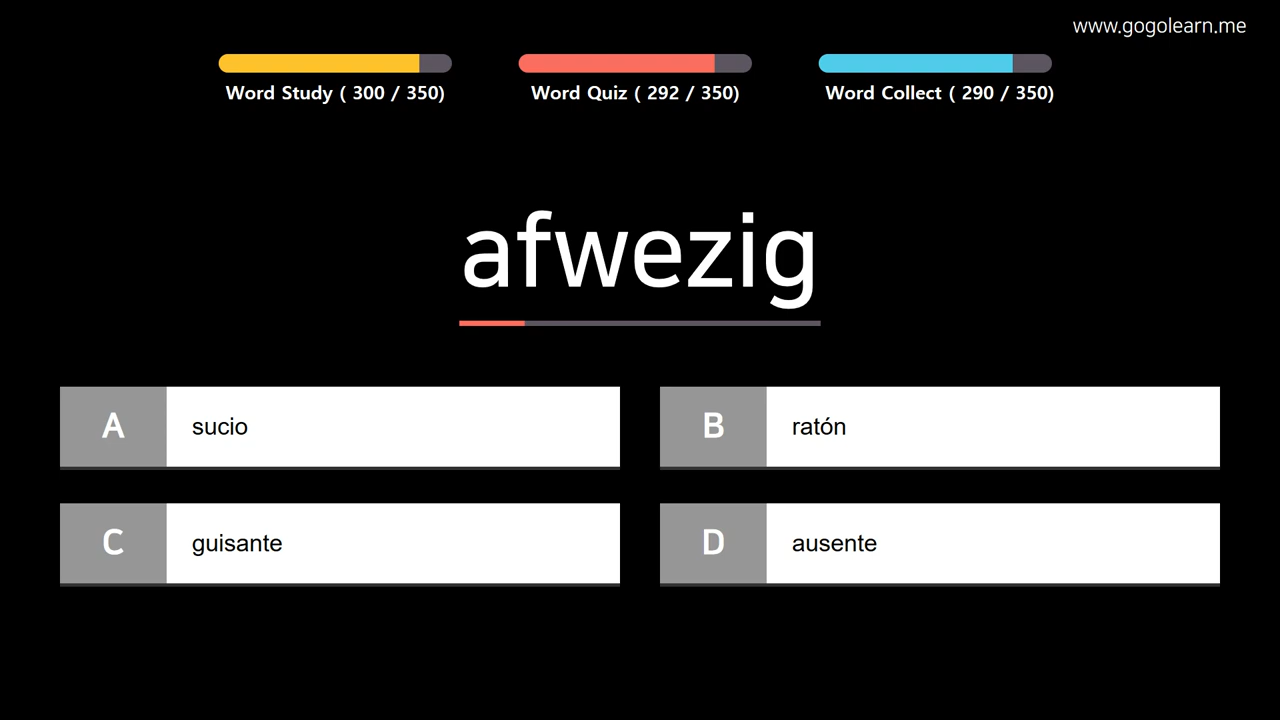 www.gogolearn.me
Word Study ( 300 / 350)
Word Quiz ( 292 / 350)
Word Collect ( 290 / 350)
afwezig
A
sucio
B
ratón
C
guisante
D
ausente